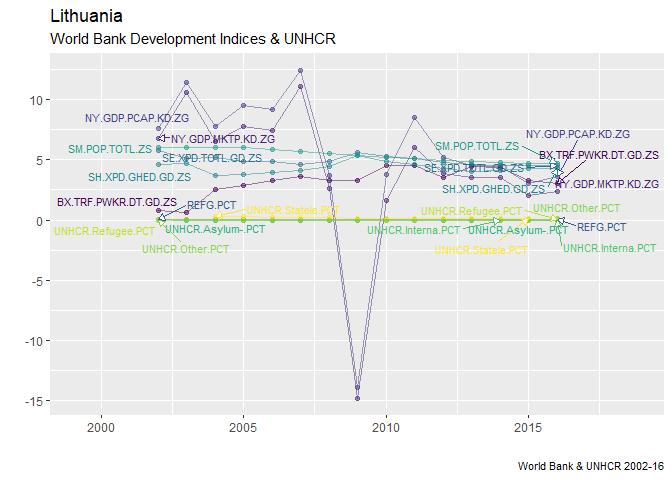 Lithuania
World Bank Development Indices & UNHCR
10
5
0
-5
-10
-15
NY.GDP.PCAP.KD.ZG
NY.GDP.MKTP.KD.ZG
SM.POP.TOTL.ZS
SE.XPD.TOTL.GD.ZS
SH.XPD.GHED.GD.ZS
BX.TRF.PWKR.DT.GD.ZS
REFG.PCT
UNHCR.Statele.PCT
UNHCR.Refugee.PCT
UNHCR.Asylum-.PCT
UNHCR.Other.PCT
NY.GDP.PCAP.KD.ZG
SM.POP.TOTL.ZS
BX.TRF.PWKR.DT.GD.ZS
SE.XPD.TOTL.GD.ZS
NY.GDP.MKTP.KD.ZG
SH.XPD.GHED.GD.ZS
UNHCR.Refugee.PCT
UNHCR.Other.PCT
UNHCR.Interna.PCT
UNHCR.Asylum-.PCT
REFG.PCT
UNHCR.Statele.PCT
UNHCR.Interna.PCT
2000
2005
2010
2015
World Bank & UNHCR 2002-16